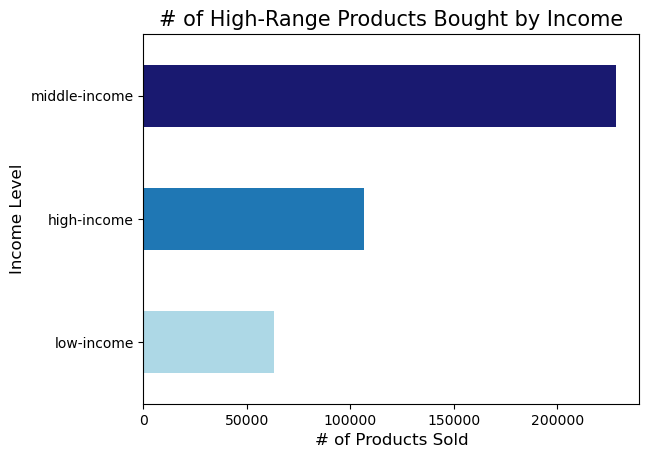 # of High-Range Products Bought by Income
Income Level
middle-income
high-income
low-income
0 50000 100000 150000 200000
# of Products Sold